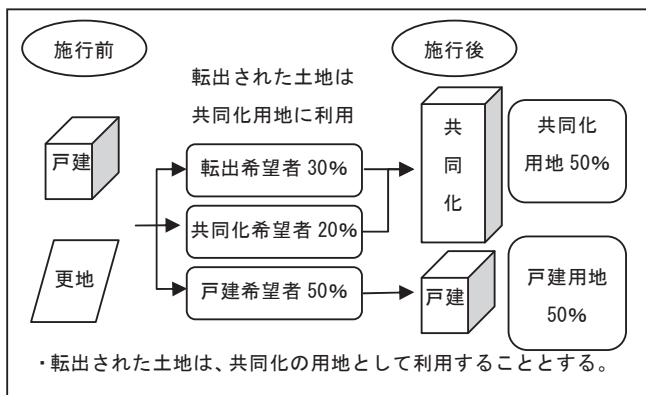 施行前
施行後
転出された土地は
共同化用地に利用
戸建
更地
転出希望者 30%
共同化希望者 20%
戸建希望者 50%
共
同
化
共同化
用地 50%
戸建
戸建用地
50%
・転出された土地は、共同化の用地として利用することとする。